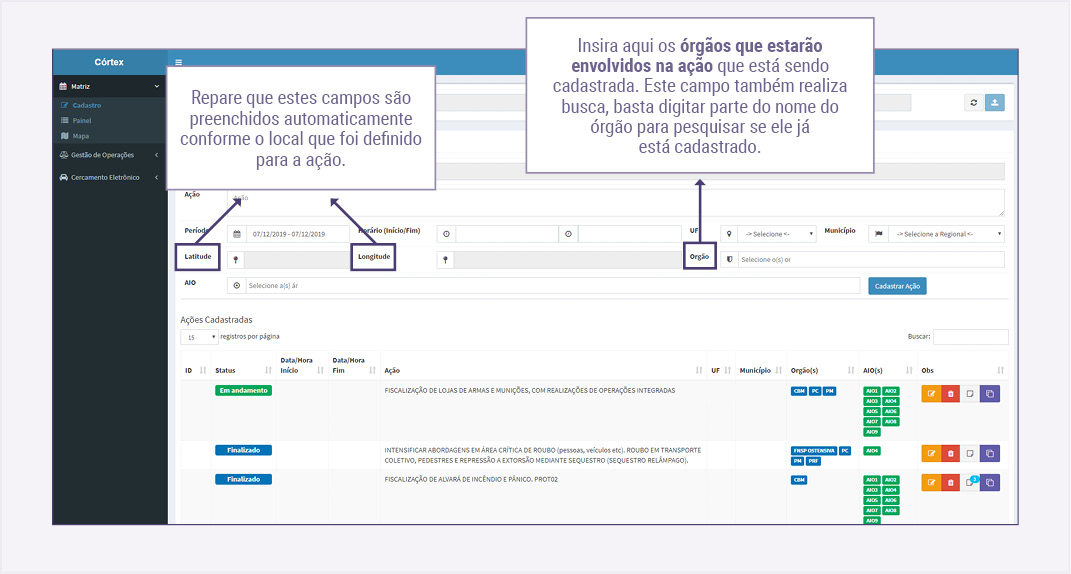 Insira aqui os órgãos que estarão
envolvidos na ação que está sendo
cadastrada. Este campo também realiza
busca, basta digitar parte do nome do
órgão para pesquisar se ele já
está cadastrado.
Repare que estes campos são
preenchidos automaticamente
conforme o local que foi definido
para a ação.
Córtex
Matriz
Cadastro
Painel
Mapa
Gestão de Operações
Cercamento Eletrônico
Ação
Ação
Período
07/12/2019 - 07/12/2019
Horário (Início/Fim)
UF
-> Selecione <-
Município
-> Selecione a Regional <-
Latitude
Longitude
Orgão
Selecione o(s) or
AIO
Selecione a(s) ár
Cadastrar Ação
Ações Cadastradas
15 registros por página
Buscar:
ID Status Data/Hora Início Data/Hora Fim Ação UF Município Orgão(s) AIO(s) Obs
Em andamento FISCALIZAÇÃO DE LOJAS DE ARMAS E MUNIÇÕES, COM REALIZAÇÕES DE OPERAÇÕES INTEGRADAS CBM PC PM AIO1 AIO2
AIO3 AIO4
AIO5 AIO6
AIO7 AIO8
AIO9
Finalizado INTENSIFICAR ABORDAGENS EM ÁREA CRÍTICA DE ROUBO (pessoas, veículos etc). ROUBO EM TRANSPORTE FNSP OSTENSIVA PC AIO4
COLETIVO, PEDESTRES E REPRESSÃO A EXTORSÃO MEDIANTE SEQUESTRO (SEQUESTRO RELÂMPAGO). PM PRF
Finalizado FISCALIZAÇÃO DE ALVARÁ DE INCÊNDIO E PÂNICO. PROT02 CBM AIO1 AIO2
AIO3 AIO4
AIO5 AIO6
AIO7 AIO8
AIO9